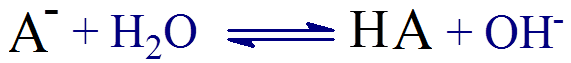 A⁻ + H₂O ⇌ HA + OH⁻